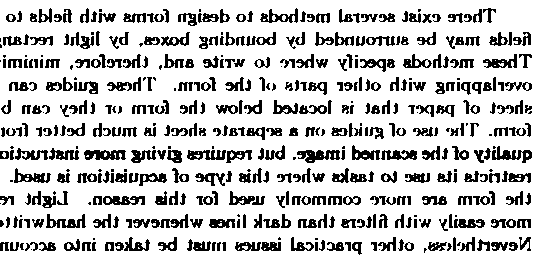 There exist several methods to design forms with fields to
fields may be surrounded by bounding boxes, by light rectang
These methods specify where to write and, therefore, minimi
overlapping with other parts of the form. These guides can
sheet of paper that is located below the form or they can b
form. The use of guides on a separate sheet is much better fro
quality of the scanned image, but requires giving more instructio
restricts its use to tasks where this type of acquisition is used.
the form are more commonly used for this reason. Light re
more easily with filters than dark lines whenever the handwritte
Nevertheless, other practical issues must be taken into accoun